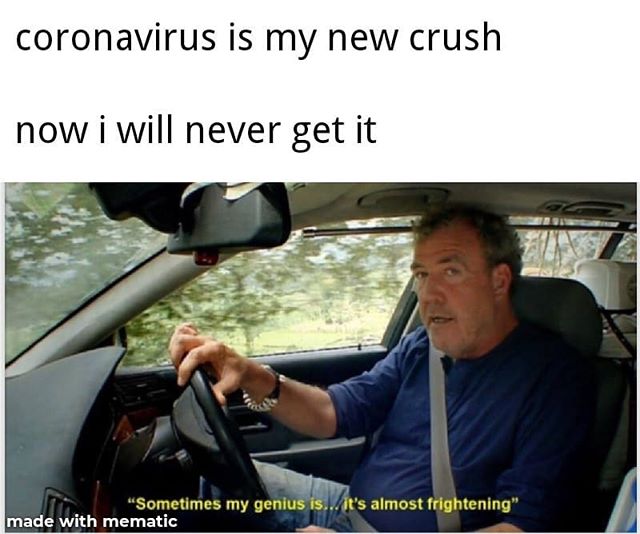 coronavirus is my new crush
now i will never get it
“Sometimes my genius is... it's almost frightening”
made with mematic